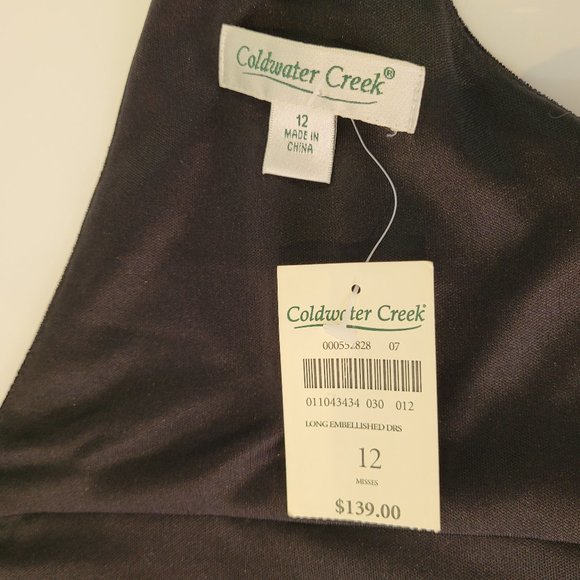 Coldwater Creek®
12
MADE IN
CHINA
Coldwater Creek®
000552828 07
011043434 030 012
LONG EMBELLISHED DRS
12
MISSES
$139.00